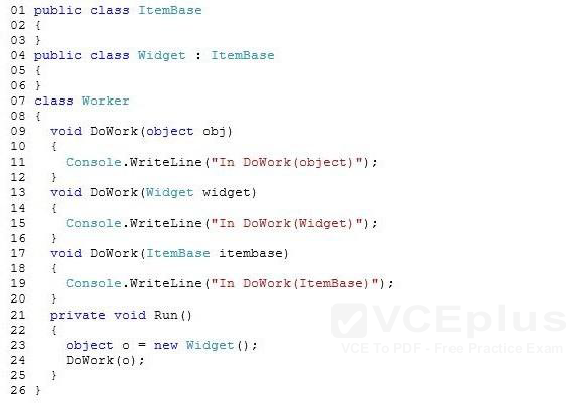 01 public class ItemBase
02 {
03 }
04 public class Widget : ItemBase
05 {
06 }
07 class Worker
08 {
09   void DoWork(object obj)
10   {
11     Console.WriteLine("In DoWork(object)");
12   }
13   void DoWork(Widget widget)
14   {
15     Console.WriteLine("In DoWork(Widget)");
16   }
17   void DoWork(ItemBase itembase)
18   {
19     Console.WriteLine("In DoWork(ItemBase)");
20   }
21   private void Run()
22   {
23     object o = new Widget();
24     DoWork(o);
25   }
26 }
VCEplus
VCE To PDF - Free Practice Exam